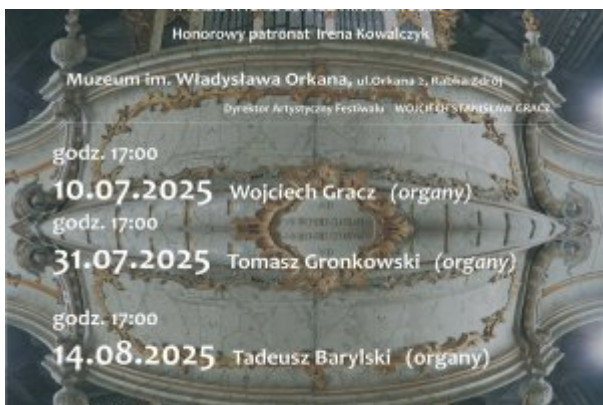 Honorowy patronat Irena Kowalczyk
Muzeum im. Władysława Orkana, ul.Orkana 2, Rabka Zdrój
Dyrektor Artystyczny Festiwalu WOJCIECH STANISŁAW GRACZ
godz. 17:00
10.07.2025 Wojciech Gracz (organy)
godz. 17:00
31.07.2025 Tomasz Gronkowski (organy)
godz. 17:00
14.08.2025 Tadeusz Barylski (organy)